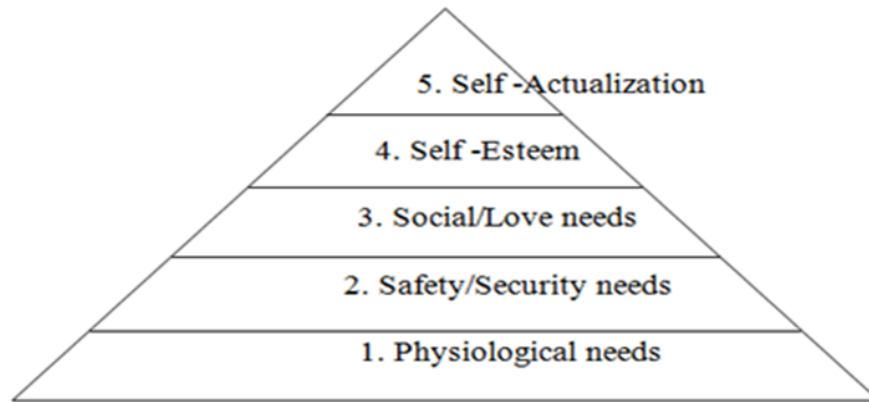 5. Self -Actualization
4. Self -Esteem
3. Social/Love needs
2. Safety/Security needs
1. Physiological needs